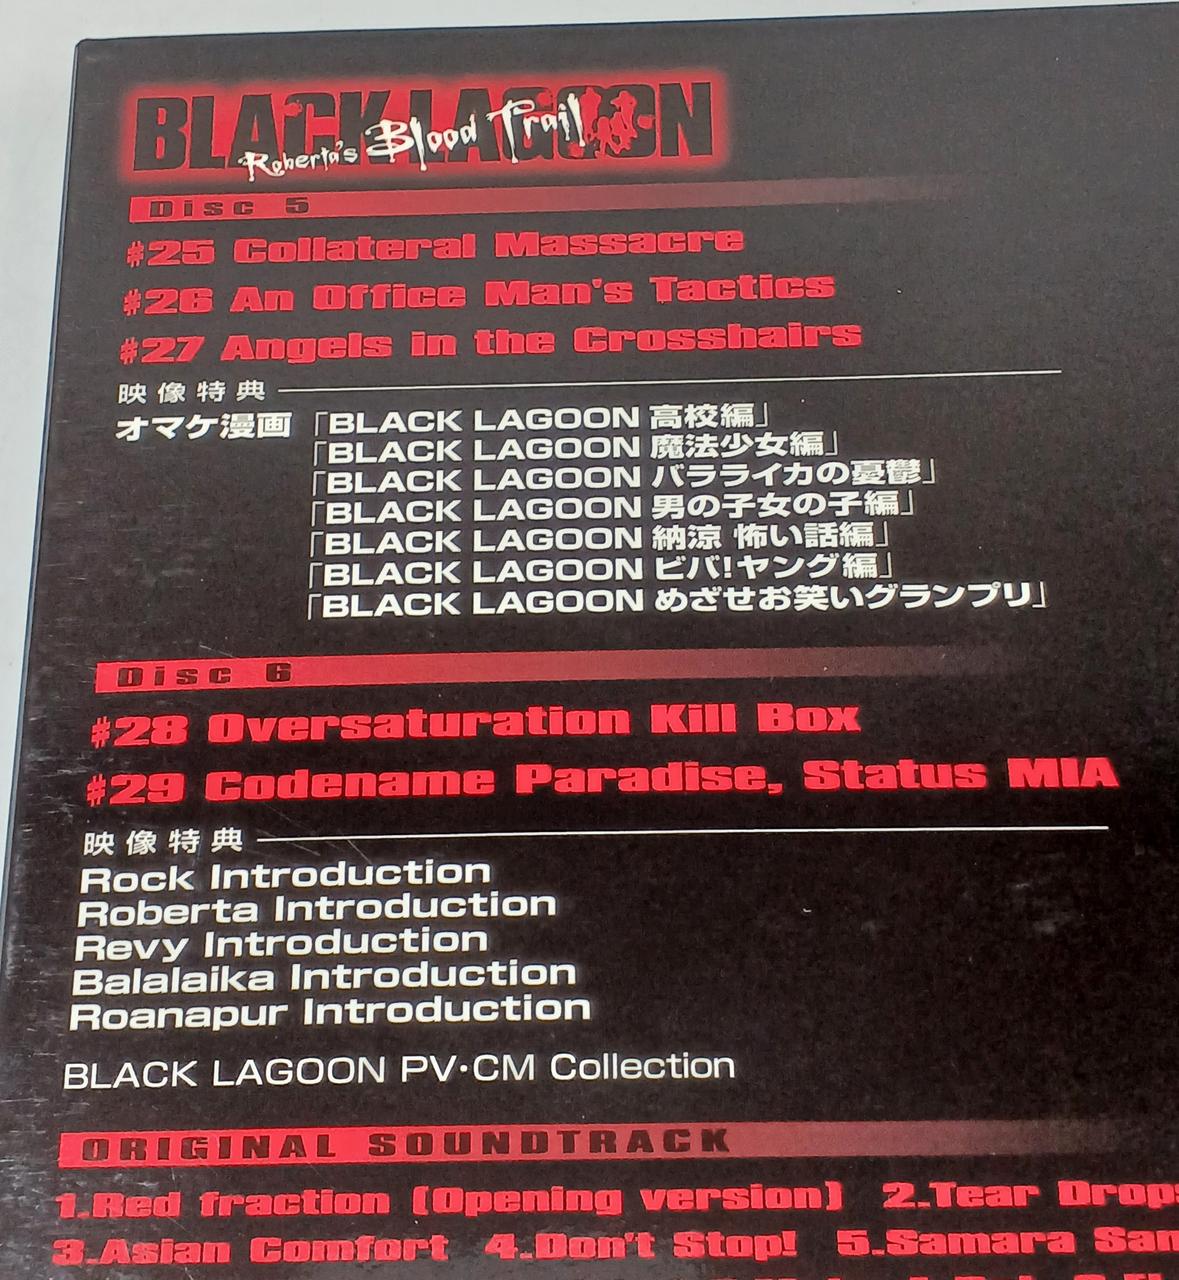 BLACK LAGOON
Roberta's Blood Trail
Disc 5
#25 Collateral Massacre
#26 An Office Man's Tactics
#27 Angels in the Crosshairs
映像特典
オマケ漫画 「BLACK LAGOON 高校編」
「BLACK LAGOON 魔法少女編」
「BLACK LAGOON バラライカの憂鬱」
「BLACK LAGOON 男の子女の子編」
「BLACK LAGOON 納涼 怖い話編」
「BLACK LAGOON ビバ!ヤング編」
「BLACK LAGOON めざせお笑いグランプリ」
Disc 6
#28 Oversaturation Kill Box
#29 Codename Paradise, Status MIA
映像特典
Rock Introduction
Roberta Introduction
Revy Introduction
Balalaika Introduction
Roanapur Introduction
BLACK LAGOON PV・CM Collection
ORIGINAL SOUNDTRACK
1.Red fraction (Opening version) 2.Tear Drop
3.Asian Comfort 4.Don't Stop! 5.Samara San